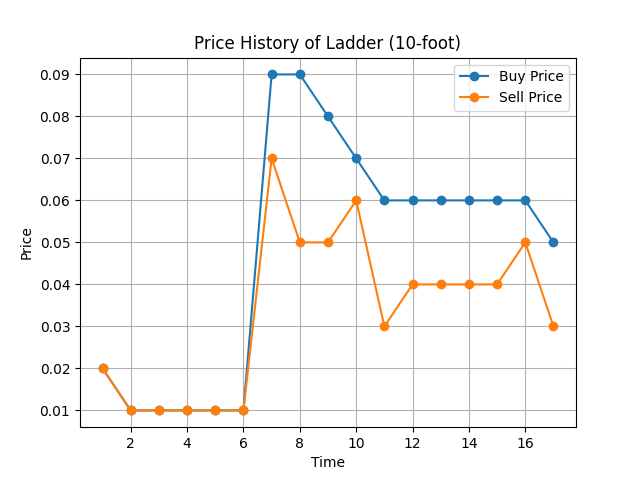 Price History of Ladder (10-foot)
Buy Price
Sell Price
0.09
0.08
0.07
0.06
0.05
0.04
0.03
0.02
0.01
Price
2 4 6 8 10 12 14 16
Time